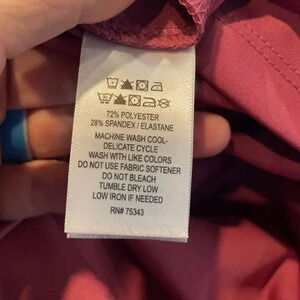 72% POLYESTER
28% SPANDEX / ELASTANE
MACHINE WASH COOL-
DELICATE CYCLE
WASH WITH LIKE COLORS
DO NOT USE FABRIC SOFTENER
DO NOT BLEACH
TUMBLE DRY LOW
LOW IRON IF NEEDED
RN# 75343